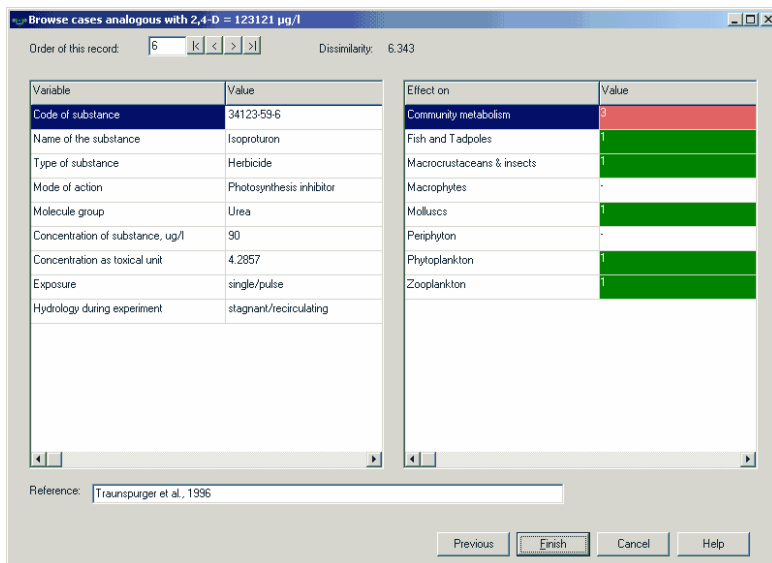 Browse cases analogous with 2,4-D = 123121 µg/l
Order of this record: 6 |< < > >| Dissimilarity: 6.343
Variable Value Effect on Value
Code of substance 34123-59-6 Community metabolism 3
Name of the substance Isoproturon Fish and Tadpoles 1
Type of substance Herbicide Macrocrustaceans & insects 1
Mode of action Photosynthesis inhibitor Macrophytes -
Molecule group Urea Molluscs 1
Concentration of substance, ug/l 90 Periphyton -
Concentration as toxical unit 4.2857 Phytoplankton 1
Exposure single/pulse Zooplankton 1
Hydrology during experiment stagnant/recirculating
Reference: Traunspurger et al., 1996
Previous Finish Cancel Help